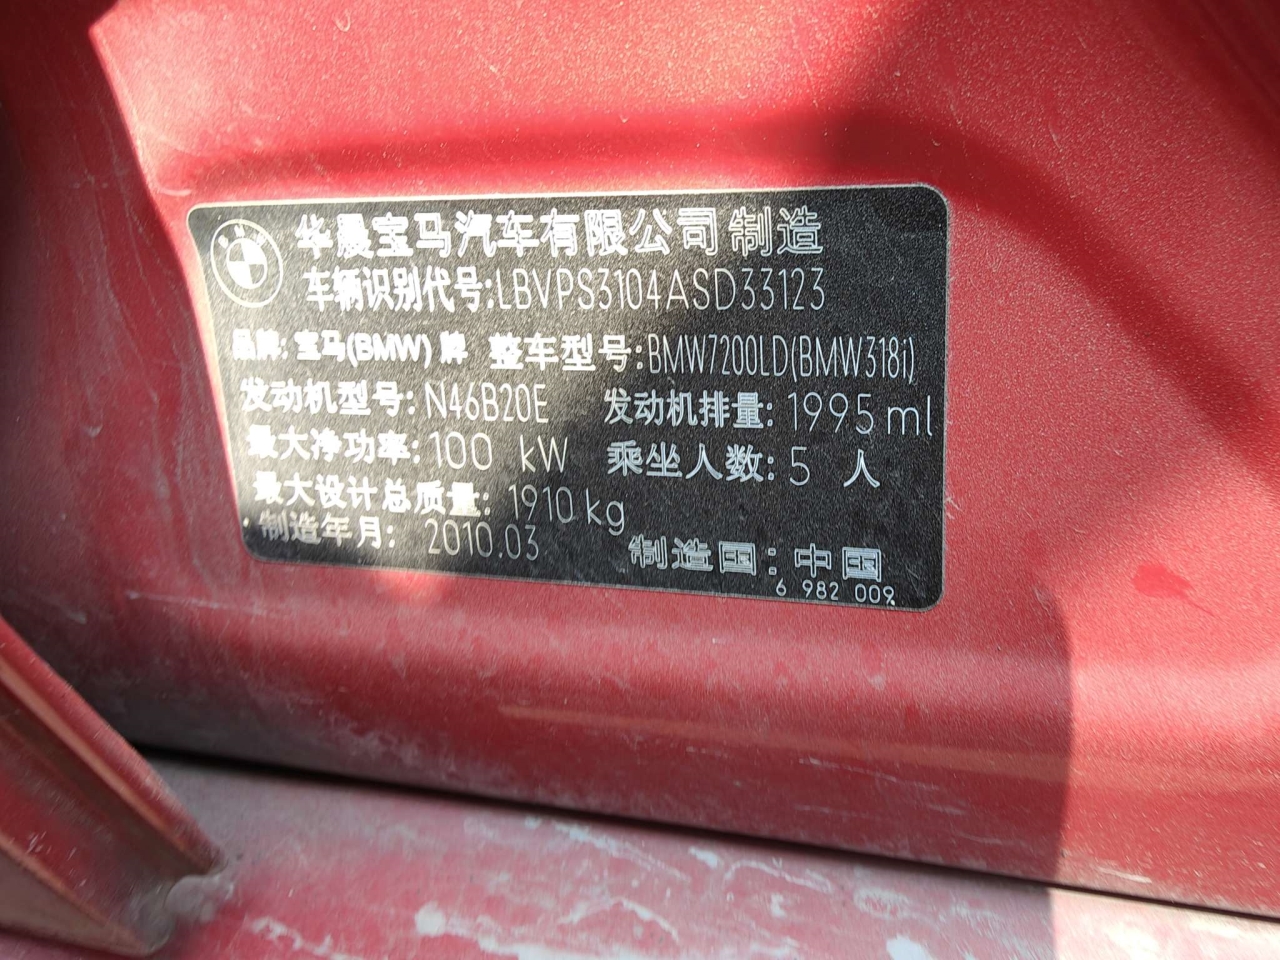 华晨宝马汽车有限公司制造
车辆识别代号:LBVPS3104ASD33123
品牌:宝马(BMW)牌 整车型号:BMW7200LD(BMW318i)
发动机型号:N46B20E 发动机排量:1995ml
最大净功率:100 kW 乘坐人数:5 人
最大设计总质量:1910kg
制造年月:2010.03 制造国:中国
6 982 009